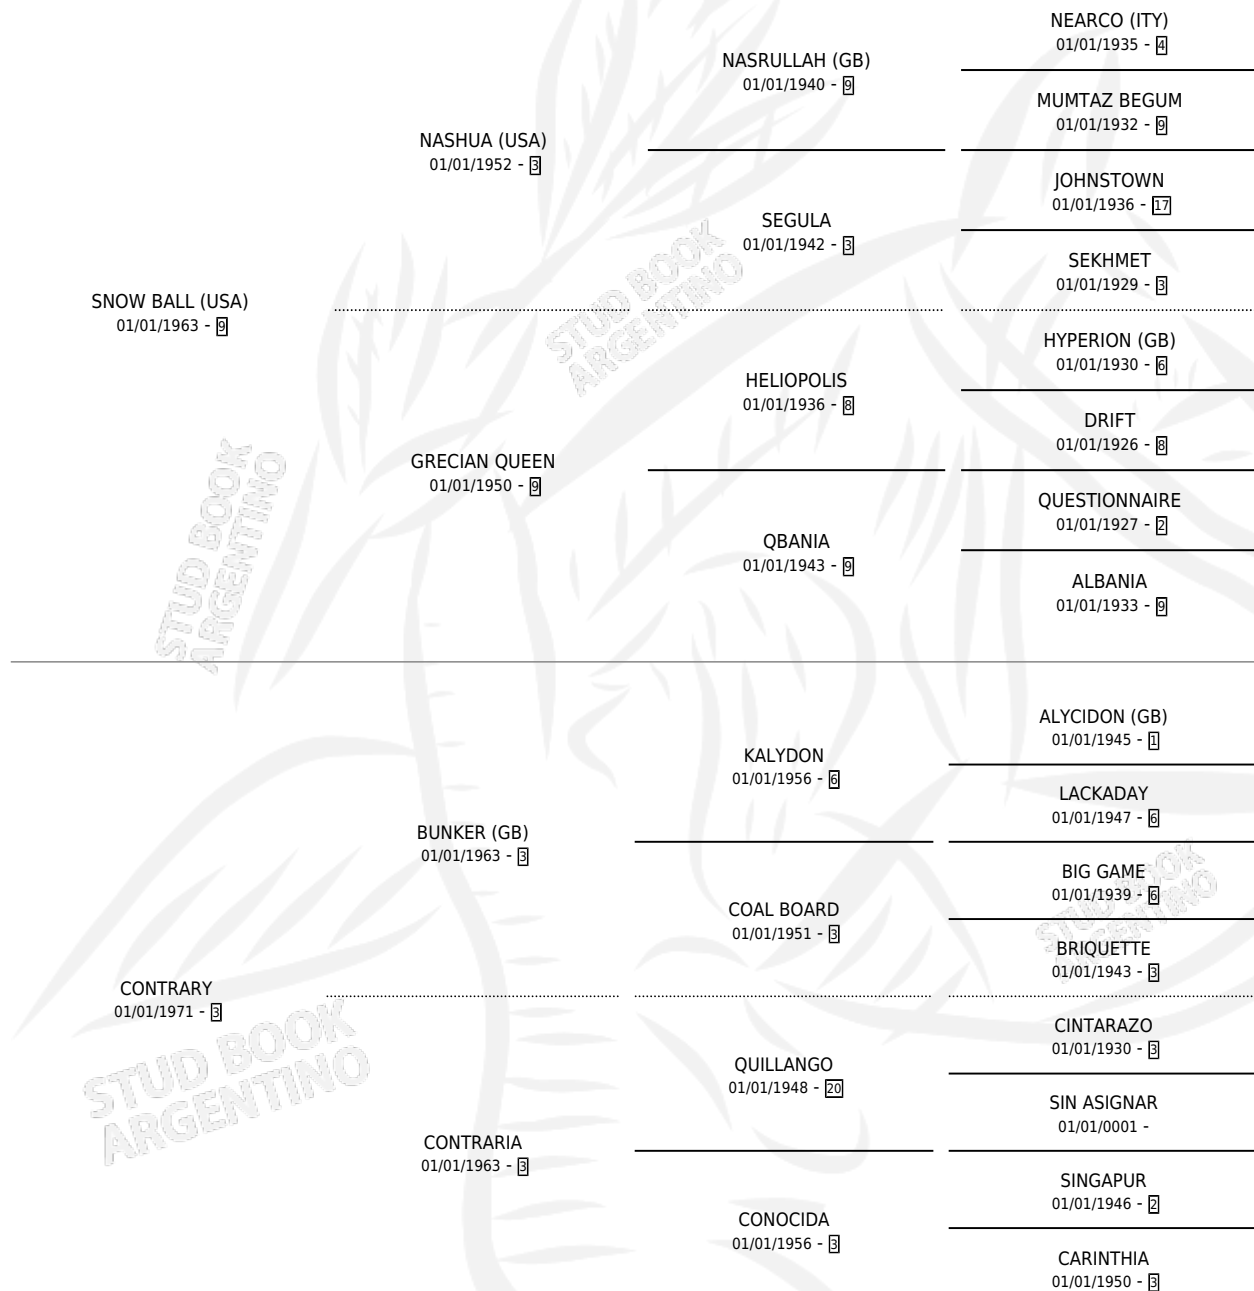 SNOW BALL (USA)
01/01/1963 - 9
NASHUA (USA)
01/01/1952 - 3
GRECIAN QUEEN
01/01/1950 - 9
NASRULLAH (GB)
01/01/1940 - 9
SEGULA
01/01/1942 - 3
HELIOPOLIS
01/01/1936 - 8
QBANIA
01/01/1943 - 9
NEARCO (ITY)
01/01/1935 - 4
MUMTAZ BEGUM
01/01/1932 - 9
JOHNSTOWN
01/01/1936 - 17
SEKHMET
01/01/1929 - 3
HYPERION (GB)
01/01/1930 - 6
DRIFT
01/01/1926 - 8
QUESTIONNAIRE
01/01/1927 - 2
ALBANIA
01/01/1933 - 9
STUD BOOK
ARGENTINO
STUD BOOK
ARGENTINO
CONTRARY
01/01/1971 - 3
BUNKER (GB)
01/01/1963 - 3
CONTRARIA
01/01/1963 - 3
KALYDON
01/01/1956 - 6
COAL BOARD
01/01/1951 - 3
QUILLANGO
01/01/1948 - 20
CONOCIDA
01/01/1956 - 3
ALYCIDON (GB)
01/01/1945 - 1
LACKADAY
01/01/1947 - 6
BIG GAME
01/01/1939 - 6
BRIQUETTE
01/01/1943 - 3
CINTARAZO
01/01/1930 - 3
SIN ASIGNAR
01/01/0001 -
SINGAPUR
01/01/1946 - 2
CARINTHIA
01/01/1950 - 3
STUD BOOK
ARGENTINO
STUD BOOK
ARGENTINO